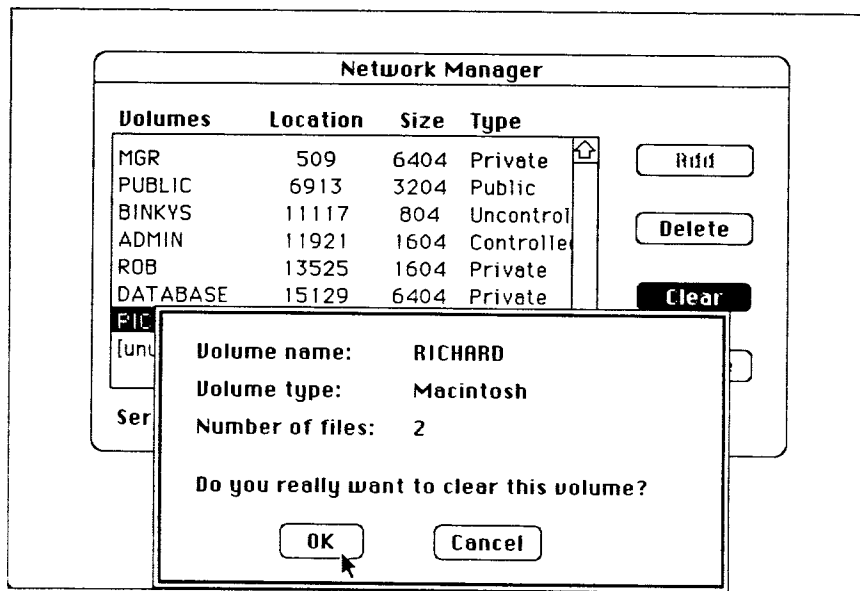 Network Manager
Volumes Location Size Type
MGR 509 6404 Private
PUBLIC 6913 3204 Public
BINKYS 11117 804 Uncontrol
ADMIN 11921 1604 Controlle
ROB 13525 1604 Private
DATABASE 15129 6404 Private
[unu
Ser
Add
Delete
Clear
Volume name: RICHARD
Volume type: Macintosh
Number of files: 2
Do you really want to clear this volume?
OK Cancel